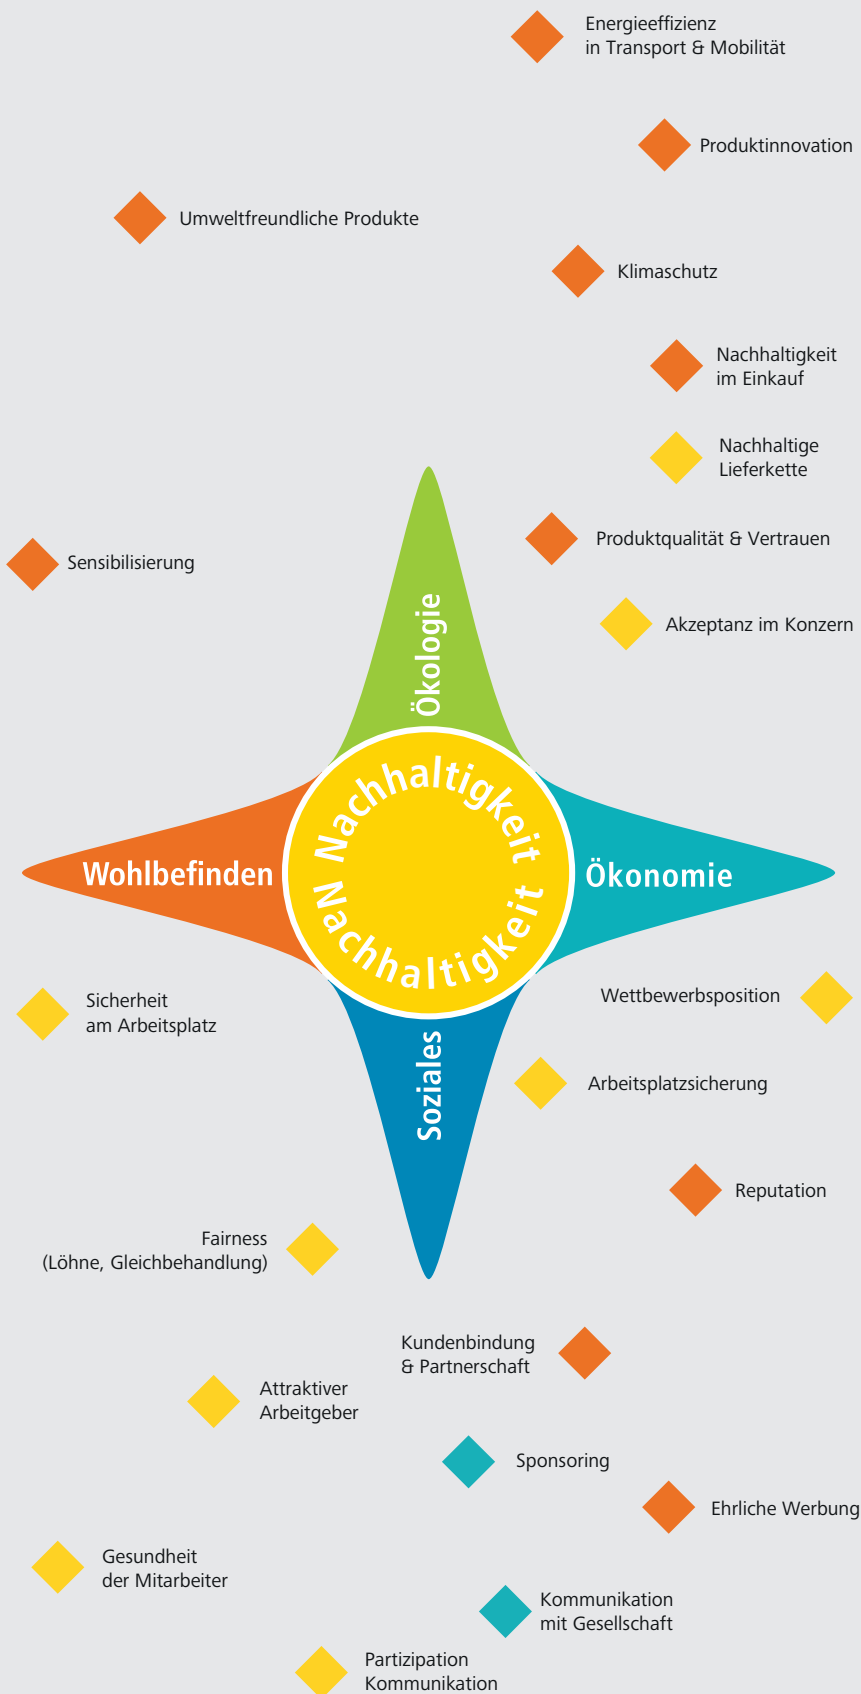 Energieeffizienz
in Transport & Mobilität
Produktinnovation
Umweltfreundliche Produkte
Klimaschutz
Nachhaltigkeit
im Einkauf
Nachhaltige
Lieferkette
Produktqualität & Vertrauen
Sensibilisierung
Akzeptanz im Konzern
Ökologie
Nachhaltigkeit
Wohlbefinden
Ökonomie
Nachhaltigkeit
Sicherheit
am Arbeitsplatz
Wettbewerbsposition
Soziales
Arbeitsplatzsicherung
Reputation
Fairness
(Löhne, Gleichbehandlung)
Kundenbindung
& Partnerschaft
Attraktiver
Arbeitgeber
Sponsoring
Ehrliche Werbung
Gesundheit
der Mitarbeiter
Kommunikation
mit Gesellschaft
Partizipation
Kommunikation